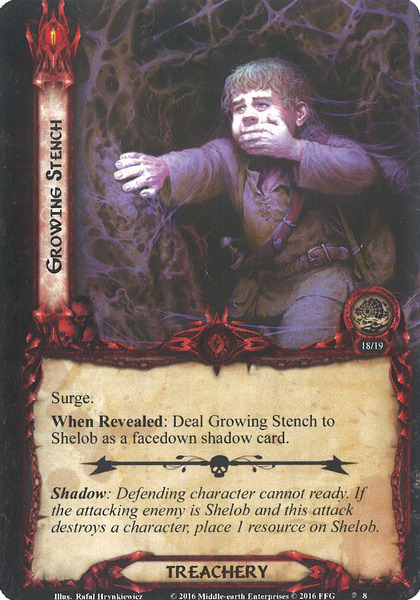 GROWING STENCH
18/19
Surge.
When Revealed: Deal Growing Stench to
Shelob as a facedown shadow card.
Shadow: Defending character cannot ready. If
the attacking enemy is Shelob and this attack
destroys a character, place 1 resource on Shelob.
TREACHERY
Illus. Rafal Hrynkiewicz © 2016 Middle-earth Enterprises © 2016 FFG 8